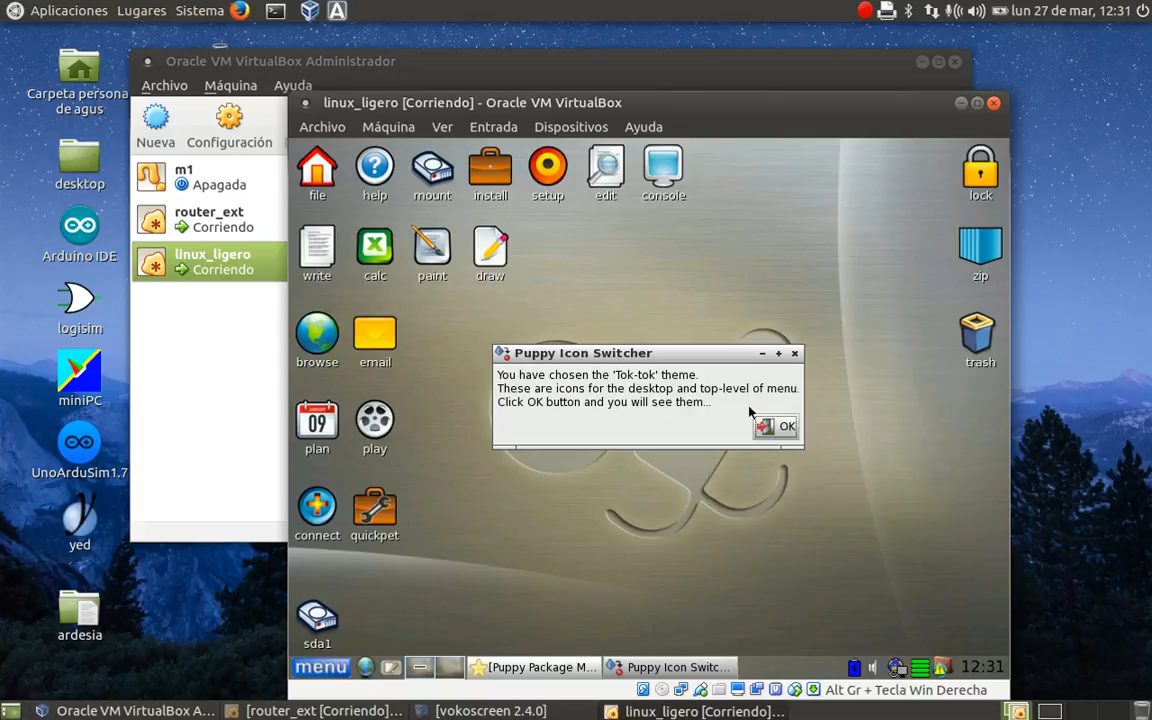 Aplicaciones Lugares Sistema
lun 27 de mar, 12:31
Carpeta persona
de agus
desktop
Arduino IDE
logisim
miniPC
UnoArduSim1.7
yed
ardesia
Oracle VM VirtualBox Administrador
Archivo Máquina Ayuda
Nueva Configuración
m1
Apagada
router_ext
Corriendo
linux_ligero
Corriendo
linux_ligero [Corriendo] - Oracle VM VirtualBox
Archivo Máquina Ver Entrada Dispositivos Ayuda
file help mount install setup edit console lock
write calc paint draw zip
browse email trash
JANUARY
09
plan play
connect quickpet
sda1
Puppy Icon Switcher
You have chosen the 'Tok-tok' theme.
These are icons for the desktop and top-level of menu.
Click OK button and you will see them...
OK
menu [Puppy Package M... Puppy Icon Switc... 12:31
Alt Gr + Tecla Win Derecha
Oracle VM VirtualBox A... [router_ext [Corriendo]... [vokoscreen 2.4.0] linux_ligero [Corriendo]...